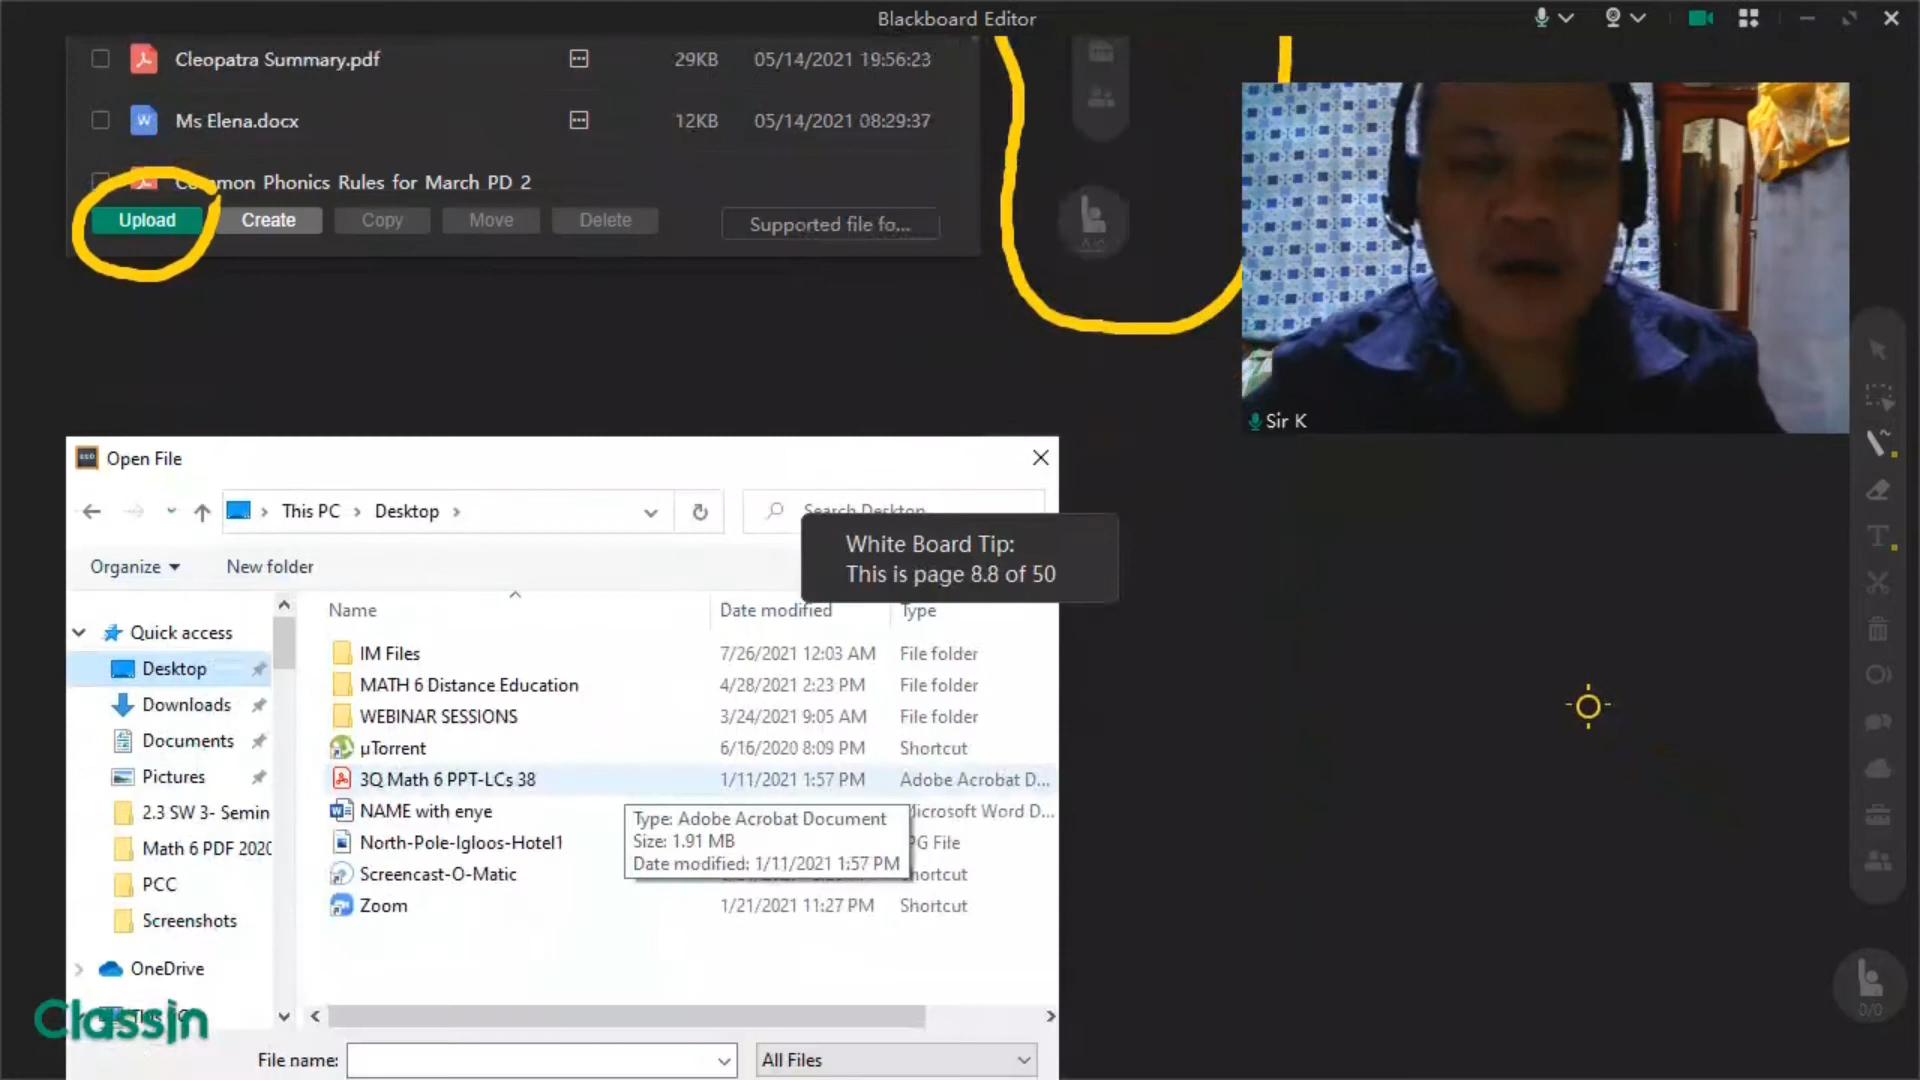 Blackboard Editor
Cleopatra Summary.pdf 29KB 05/14/2021 19:56:23
Ms Elena.docx 12KB 05/14/2021 08:29:37
Common Phonics Rules for March PD 2
Upload Create Copy Move Delete Supported file fo...
Sir K
Open File
This PC > Desktop >
Search Desktop
White Board Tip:
This is page 8.8 of 50
Organize New folder
Name Date modified Type
Quick access
Desktop
Downloads
Documents
Pictures
2.3 SW 3- Semin
Math 6 PDF 2020
PCC
Screenshots
OneDrive
IM Files 7/26/2021 12:03 AM File folder
MATH 6 Distance Education 4/28/2021 2:23 PM File folder
WEBINAR SESSIONS 3/24/2021 9:05 AM File folder
µTorrent 6/16/2020 8:09 PM Shortcut
3Q Math 6 PPT-LCs 38 1/11/2021 1:57 PM Adobe Acrobat D...
NAME with enye Microsoft Word D...
North-Pole-Igloos-Hotel1 PG File
Screencast-O-Matic hortcut
Zoom 1/21/2021 11:27 PM Shortcut
Type: Adobe Acrobat Document
Size: 1.91 MB
Date modified: 1/11/2021 1:57 PM
ClassIn
File name: All Files
0/0